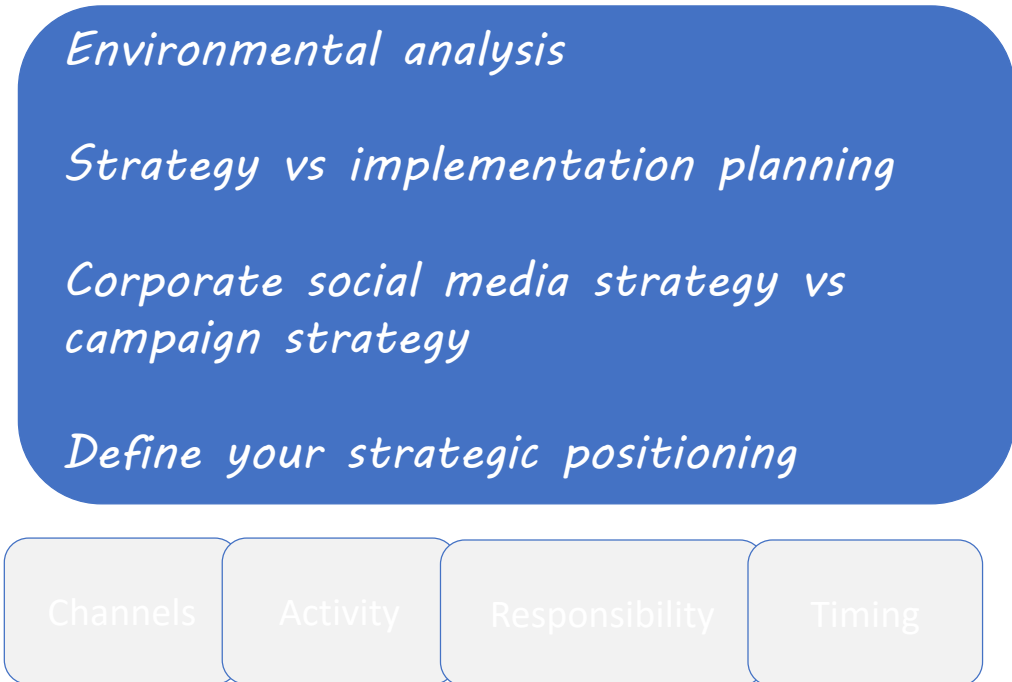 Environmental analysis
Strategy vs implementation planning
Corporate social media strategy vs
campaign strategy
Define your strategic positioning
Channels
Activity
Responsibility
Timing